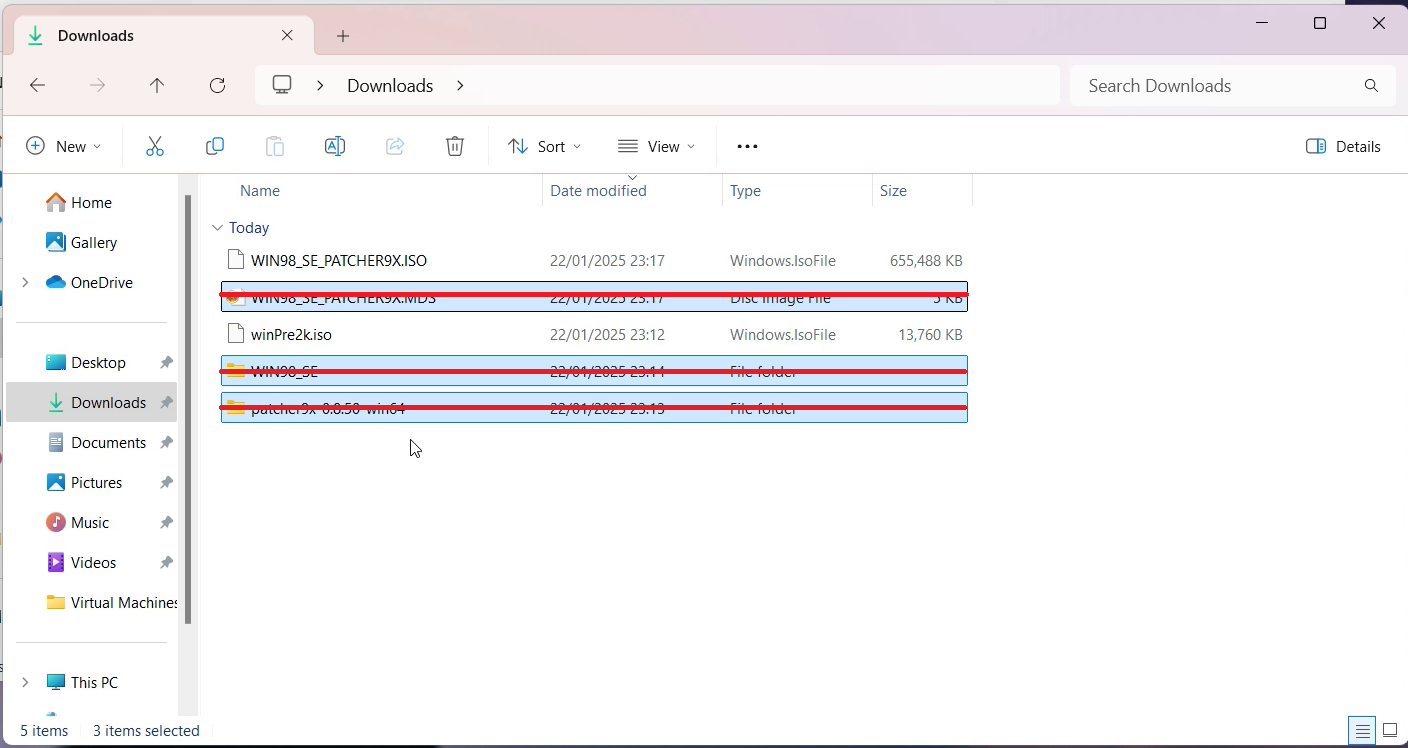 Downloads
Downloads
Search Downloads
New
Sort
View
Details
Name Date modified Type Size
Home
Gallery
OneDrive
Desktop
Downloads
Documents
Pictures
Music
Videos
Virtual Machines
This PC
Today
WIN98_SE_PATCHER9X.ISO 22/01/2025 23:17 Windows.IsoFile 655,488 KB
WIN98_SE_PATCHER9X.MDS 22/01/2025 23:17 Disc Image File 5 KB
winPre2k.iso 22/01/2025 23:12 Windows.IsoFile 13,760 KB
WIN98_SE 22/01/2025 23:14 File folder
patcher9x-0.8.50-win64 22/01/2025 23:13 File folder
5 items 3 items selected